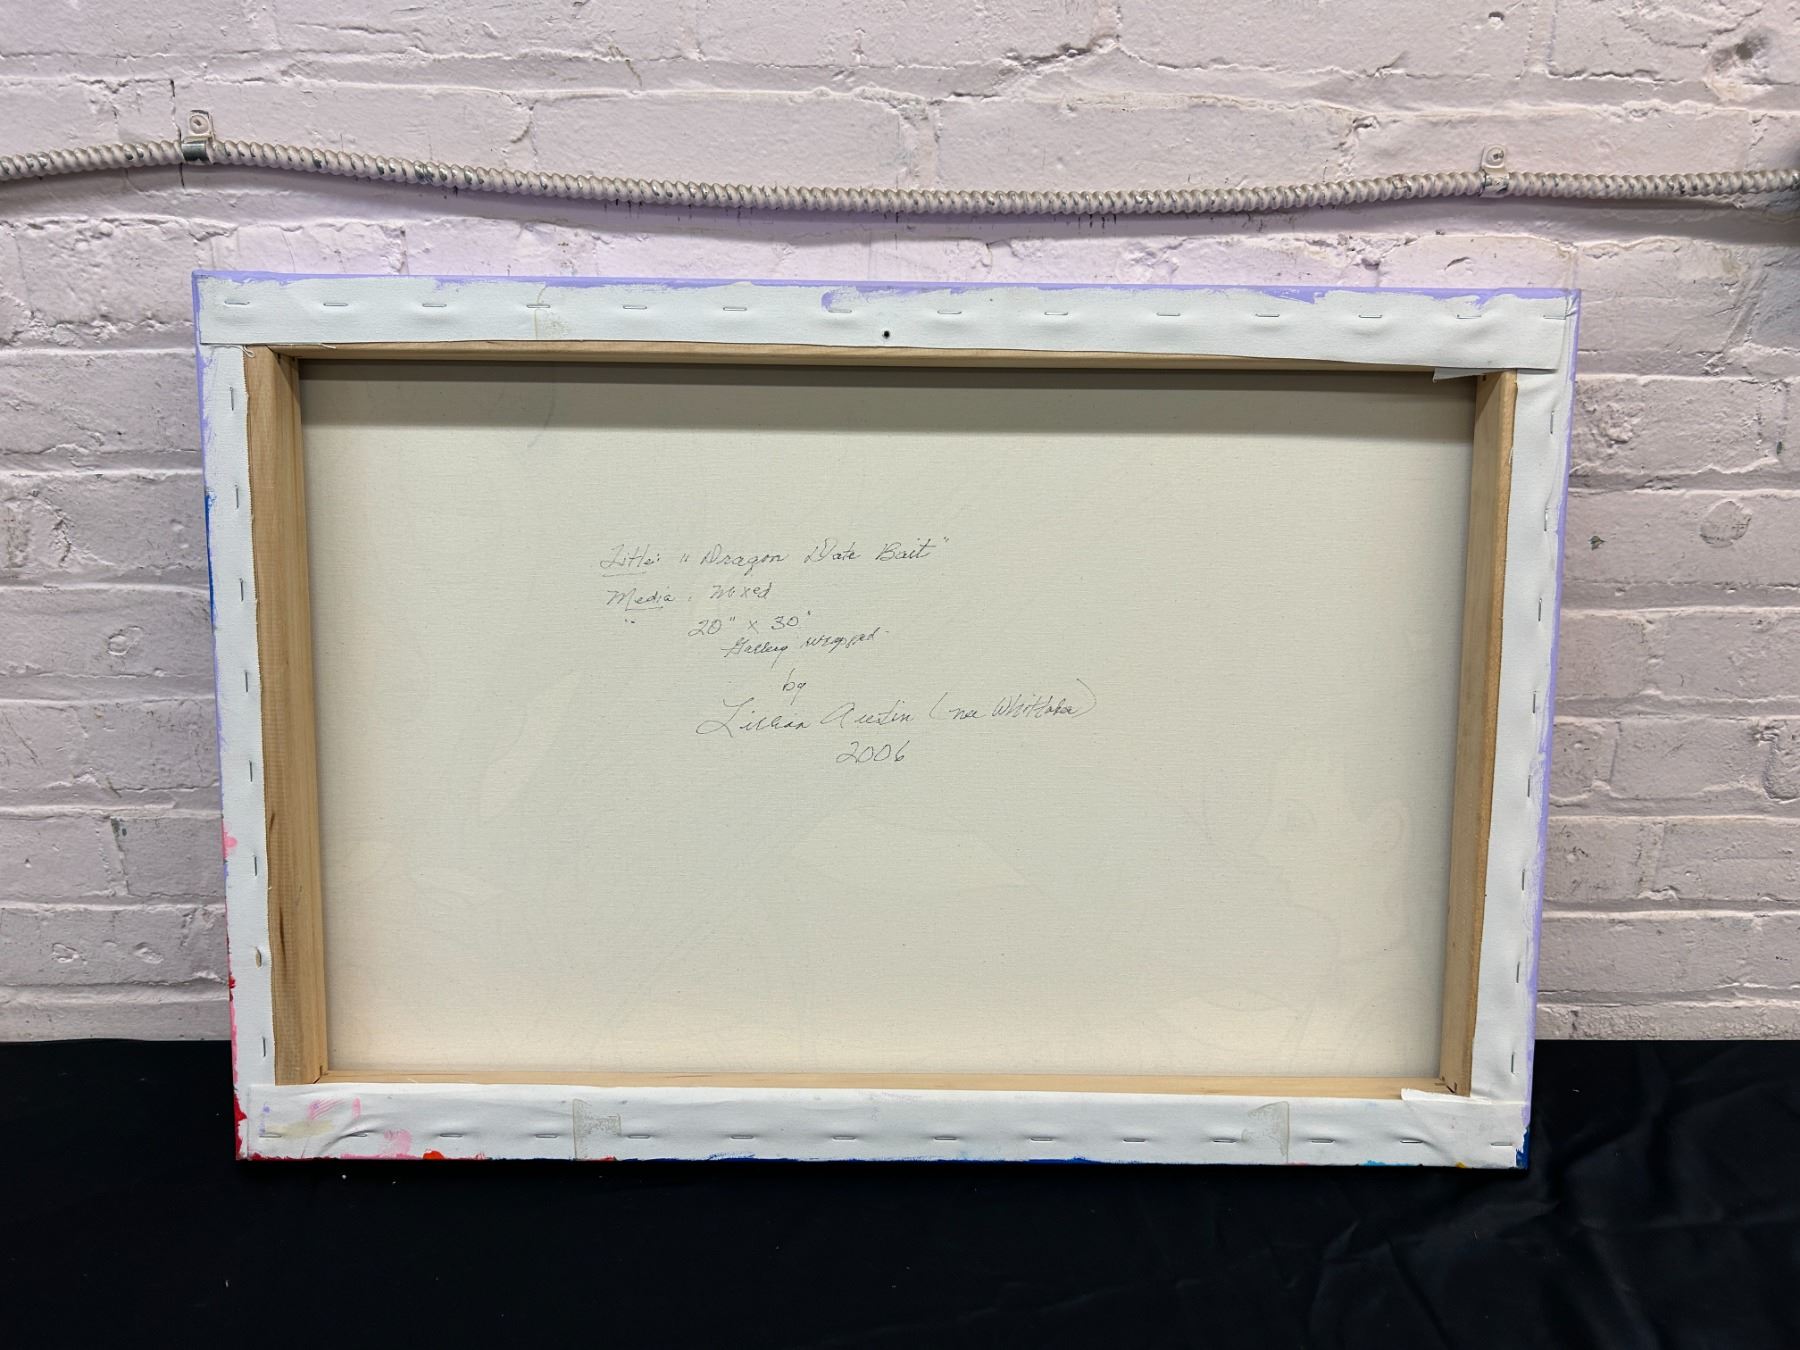 Title: "Dragon Date Bait"
Media: Mixed
" 20" x 30"
Gallery wrapped.
by
Lillian Austin (nee Whittaker)
2006